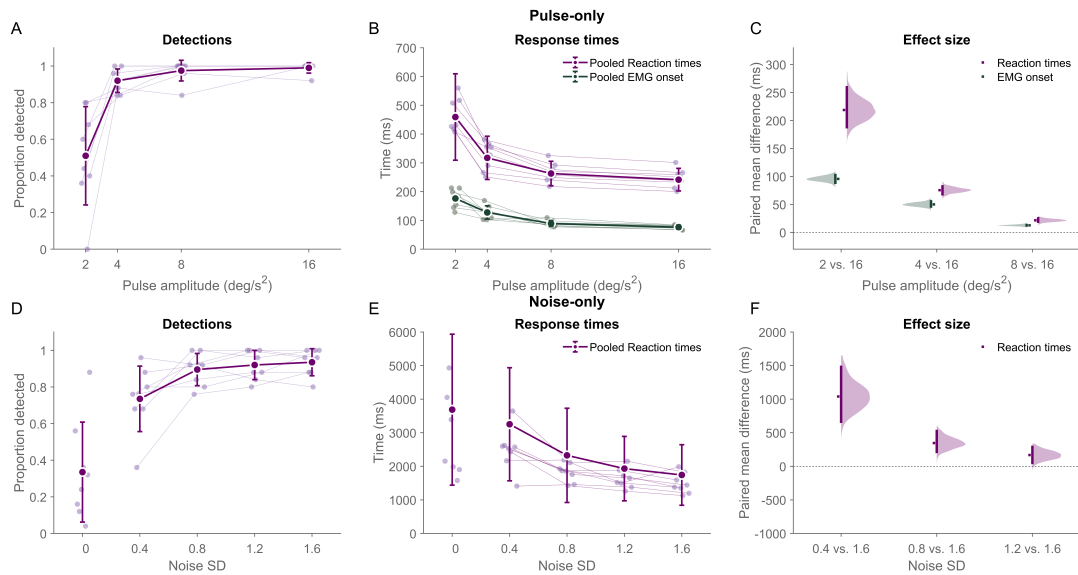 Pulse-only
A
Detections
Proportion detected
1
0.8
0.6
0.4
0.2
0
2
4
8
16
Pulse amplitude (deg/s²)
B
Response times
Pooled Reaction times
Pooled EMG onset
Time (ms)
700
600
500
400
300
200
100
0
2
4
8
16
Pulse amplitude (deg/s²)
C
Effect size
Reaction times
EMG onset
Paired mean difference (ms)
300
250
200
150
100
50
0
2 vs. 16
4 vs. 16
8 vs. 16
Pulse amplitude (deg/s²)
Noise-only
D
Detections
Proportion detected
1
0.8
0.6
0.4
0.2
0
0
0.4
0.8
1.2
1.6
Noise SD
E
Response times
Pooled Reaction times
Time (ms)
6000
5000
4000
3000
2000
1000
0
0
0.4
0.8
1.2
1.6
Noise SD
F
Effect size
Reaction times
Paired mean difference (ms)
2000
1500
1000
500
0
-500
-1000
0.4 vs. 1.6
0.8 vs. 1.6
1.2 vs. 1.6
Noise SD